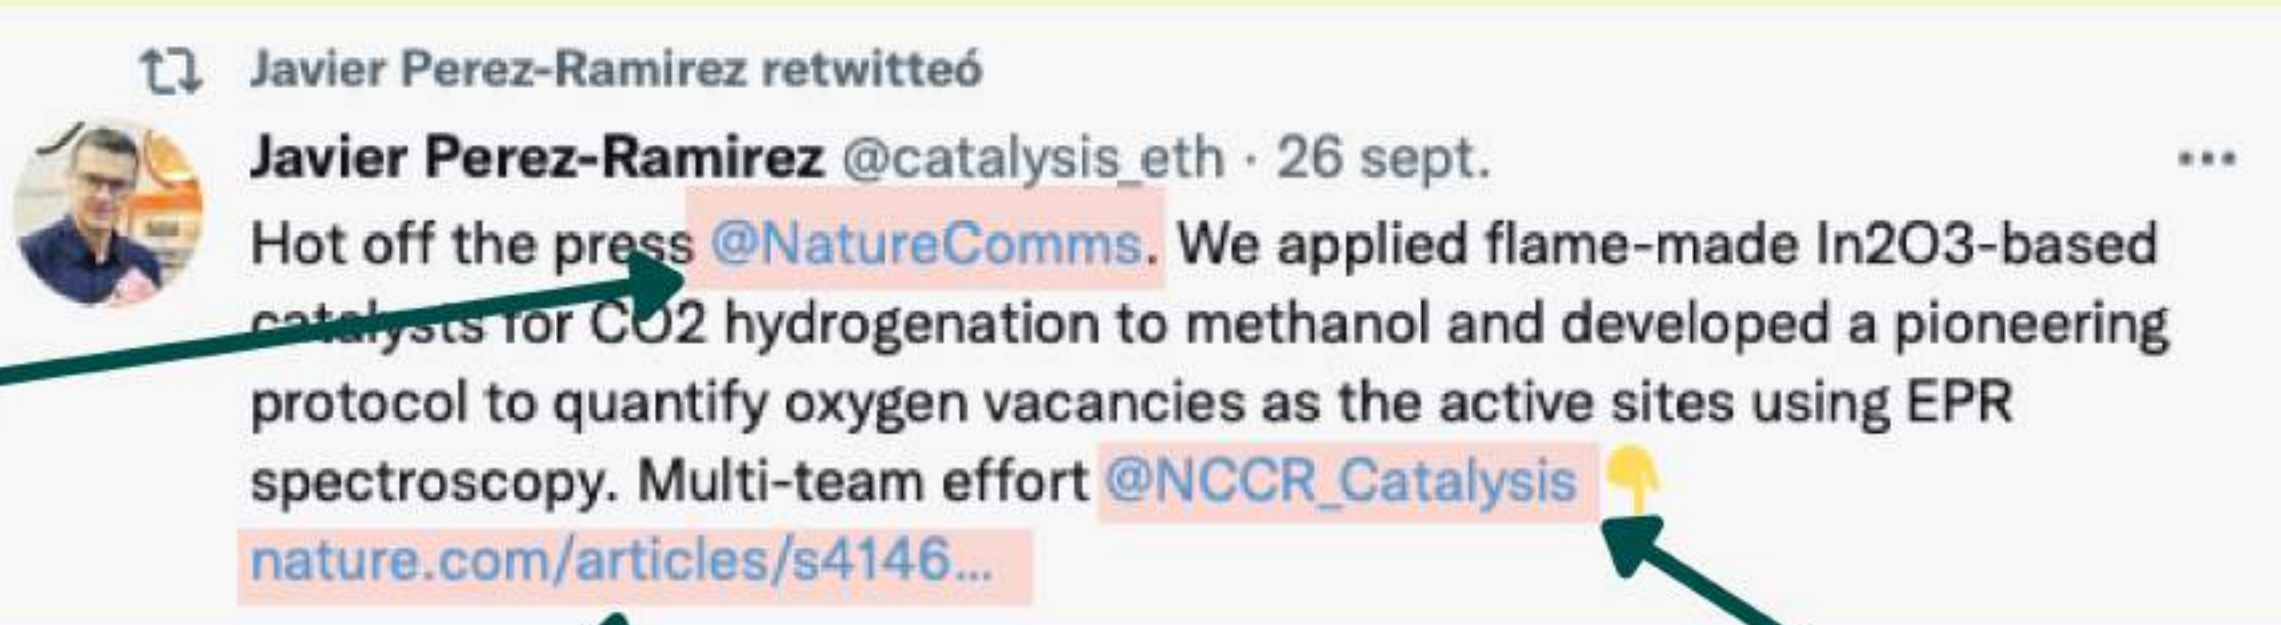 Javier Perez-Ramirez retwitteó
Javier Perez-Ramirez @catalysis_eth · 26 sept.
Hot off the press @NatureComms. We applied flame-made In2O3-based
catalysts for CO2 hydrogenation to methanol and developed a pioneering
protocol to quantify oxygen vacancies as the active sites using EPR
spectroscopy. Multi-team effort @NCCR_Catalysis 👇
nature.com/articles/s4146...